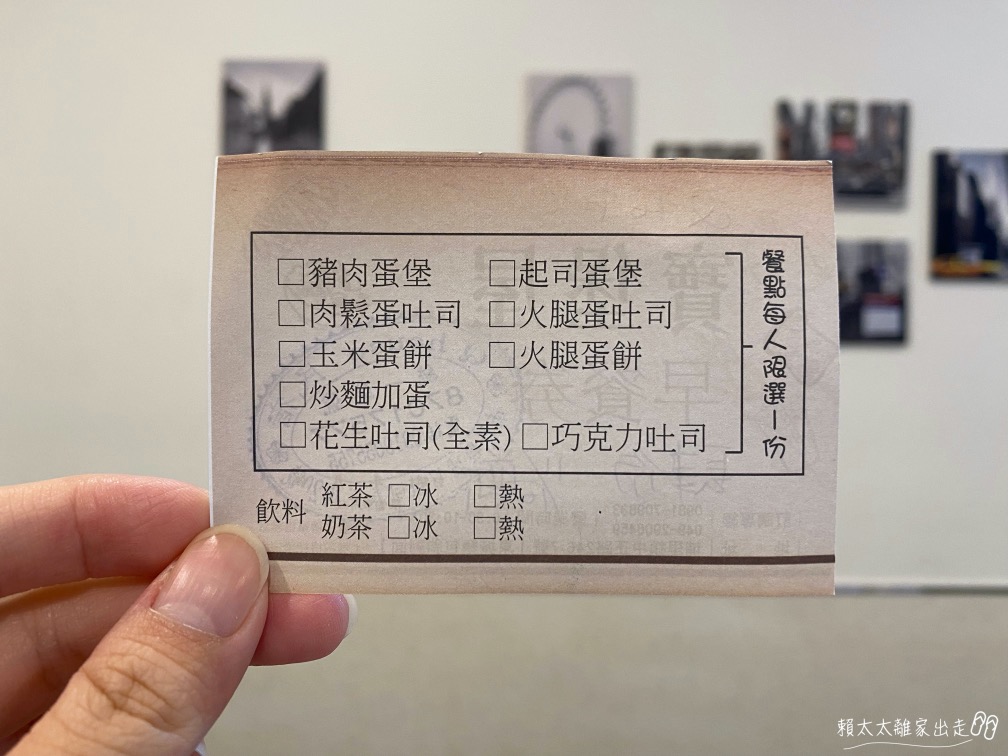 □豬肉蛋堡 □起司蛋堡
□肉鬆蛋吐司 □火腿蛋吐司
□玉米蛋餅 □火腿蛋餅
□炒麵加蛋
□花生吐司(全素) □巧克力吐司
餐點每人限選一份
飲料 紅茶 □冰 □熱
奶茶 □冰 □熱
賴太太離家出走